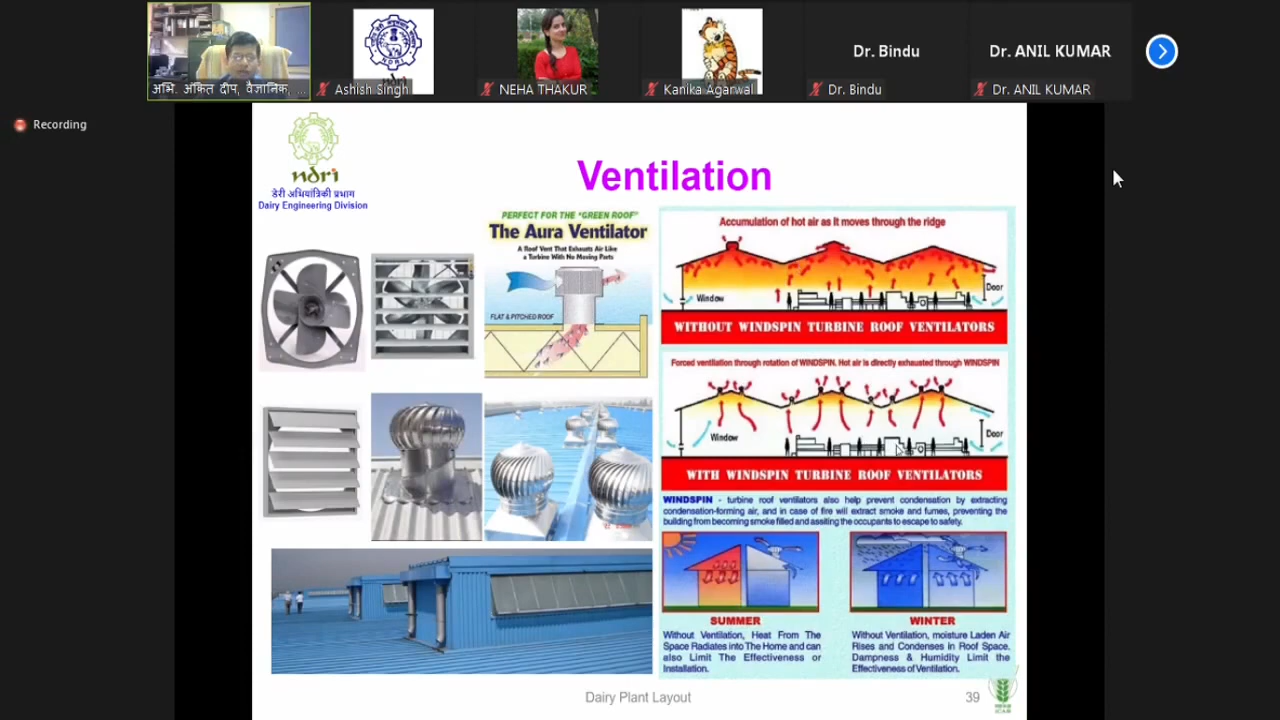 Dr. Bindu
Dr. ANIL KUMAR
अभि. अंकित दीप, वैज्ञानिक, ...
Ashish Singh
NEHA THAKUR
Kanika Agarwal
Dr. Bindu
Dr. ANIL KUMAR
Recording
ndri
डेरी अभियांत्रिकी प्रभाग
Dairy Engineering Division
Ventilation
PERFECT FOR THE "GREEN ROOF"
The Aura Ventilator
A Roof Vent That Exhausts Air Like
a Turbine With No Moving Parts
FLAT & PITCHED ROOF
Accumulation of hot air as it moves through the ridge
Window
Door
WITHOUT WINDSPIN TURBINE ROOF VENTILATORS
Forced ventilation through rotation of WINDSPIN. Hot air is directly exhausted through WINDSPIN
Window
Door
WITH WINDSPIN TURBINE ROOF VENTILATORS
WINDSPIN - turbine roof ventilators also help prevent condensation by extracting
condensation-forming air, and in case of fire will extract smoke and fumes, preventing the
building from becoming smoke filled and assiting the occupants to escape to safety.
SUMMER
Without Ventilation, Heat From The
Space Radiates into The Home and can
also Limit The Effectiveness or
Installation.
WINTER
Without Ventilation, moisture Laden Air
Rises and Condenses in Roof Space.
Dampness & Humidity Limit the
Effectiveness of Ventilation.
Dairy Plant Layout
39